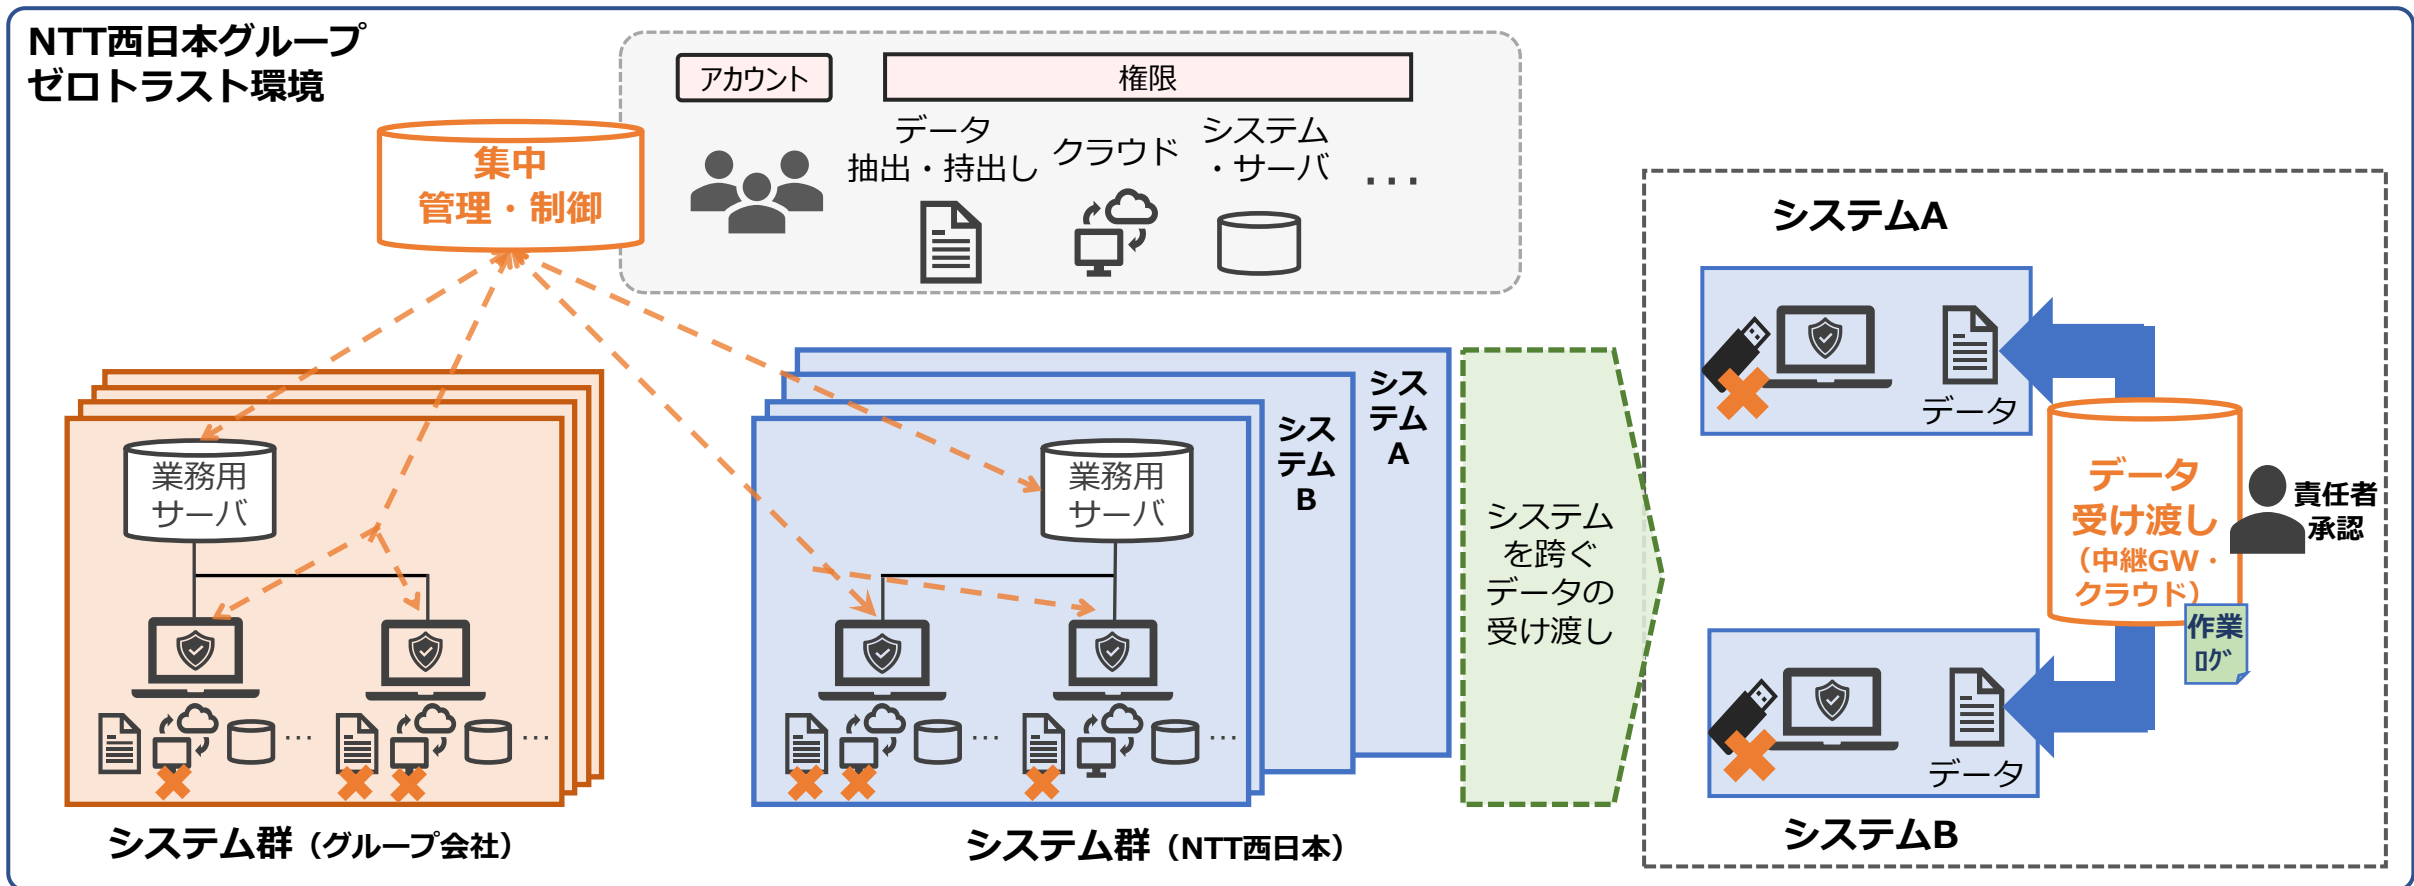 NTT西日本グループ
ゼロトラスト環境
アカウント
権限
データ
抽出・持出し
クラウド
システム
・サーバ
…
集中
管理・制御
業務用
サーバ
…
…
システム群（グループ会社）
業務用
サーバ
…
…
シス
テム
B
シス
テム
A
システム群（NTT西日本）
システム
を跨ぐ
データの
受け渡し
システムA
データ
データ
受け渡し
（中継GW・
クラウド）
責任者
承認
作業
ﾛｸﾞ
データ
システムB